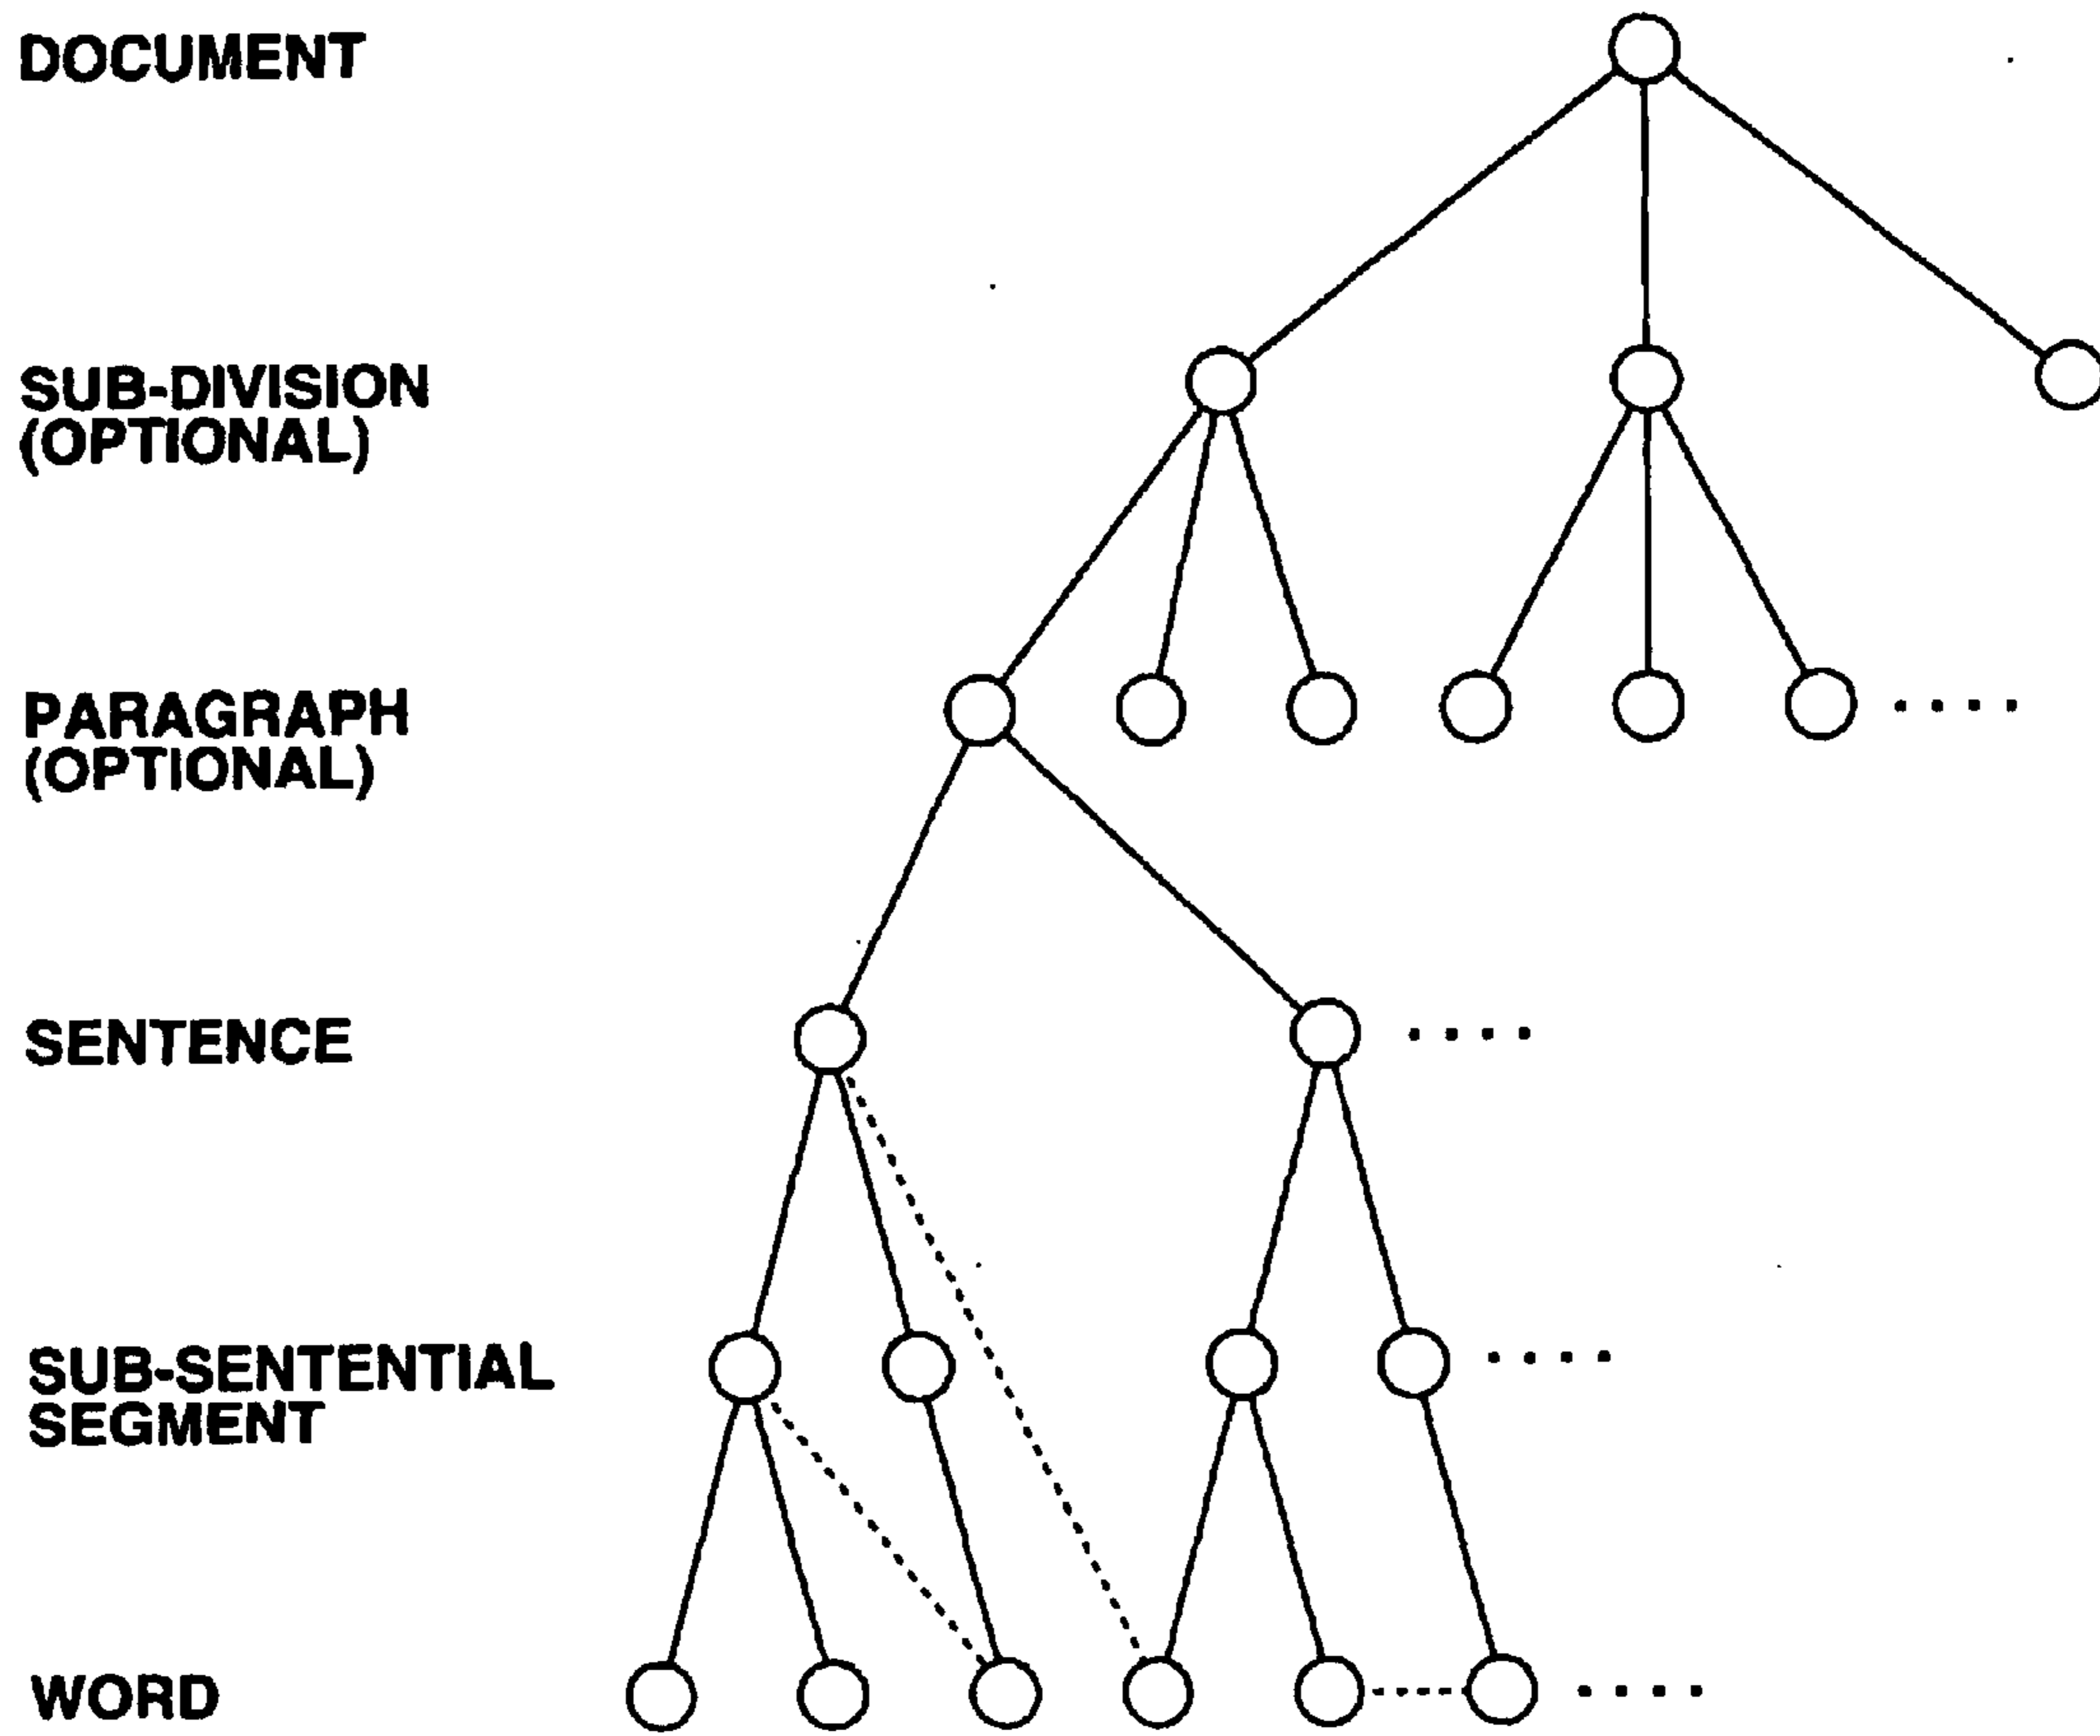 DOCUMENT
SUB-DIVISION
(OPTIONAL)
PARAGRAPH
(OPTIONAL)
SENTENCE
SUB-SENTENTIAL
SEGMENT
WORD